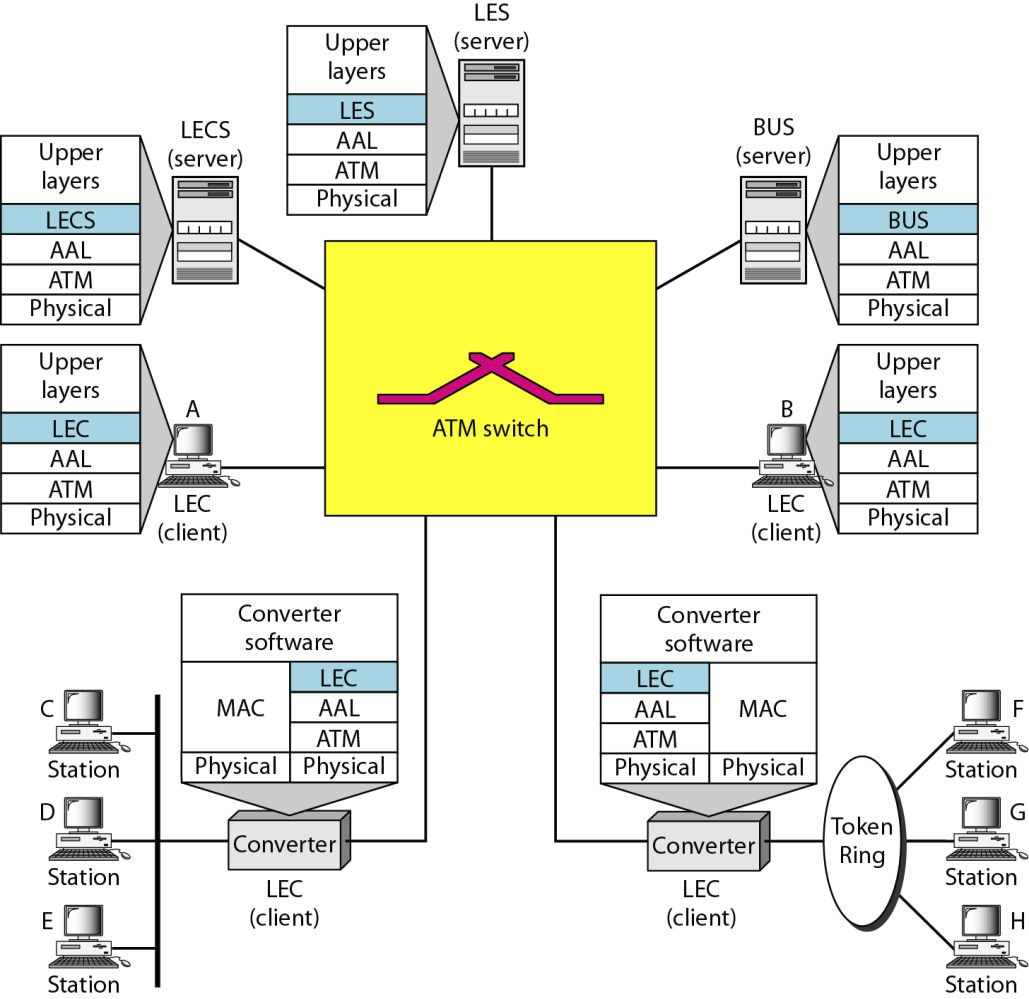 LES
(server)
Upper
layers
LES
AAL
ATM
Physical
LECS
(server)
Upper
layers
LECS
AAL
ATM
Physical
BUS
(server)
Upper
layers
BUS
AAL
ATM
Physical
Upper
layers
LEC
AAL
ATM
Physical
A
LEC
(client)
ATM switch
B
LEC
(client)
Upper
layers
LEC
AAL
ATM
Physical
Converter
software
MAC
LEC
AAL
ATM
Physical
Physical
Converter
LEC
(client)
C
Station
D
Station
E
Station
Converter
software
LEC
AAL
ATM
MAC
Physical
Physical
Converter
LEC
(client)
Token
Ring
F
Station
G
Station
H
Station